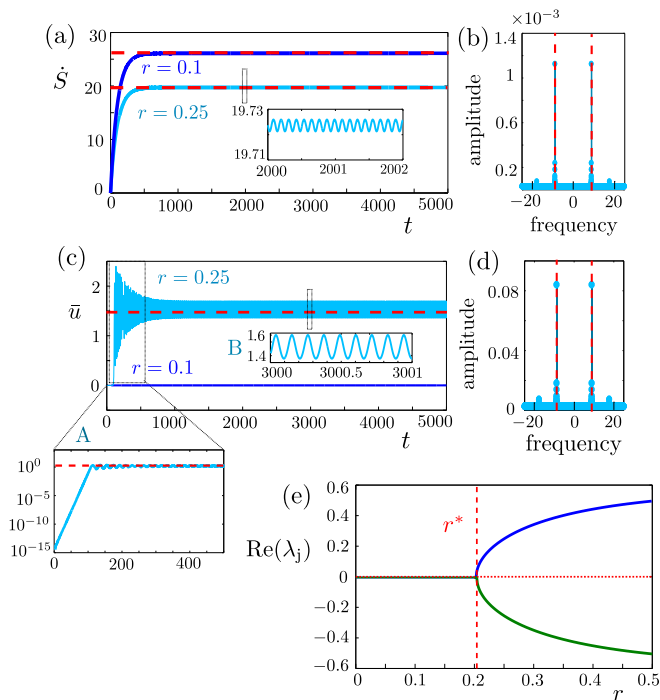 (a)
Ṡ
30
20
10
0
r = 0.1
r = 0.25
19.73
19.71
2000
2001
2002
0
1000
2000
3000
4000
5000
t
(b)
×10⁻³
1.4
1
0.6
0.2
amplitude
−20
0
20
frequency
(c)
ū
2
1
0
r = 0.25
B
1.6
1.4
3000
3000.5
3001
r = 0.1
0
500
1000
2000
3000
4000
5000
t
(d)
0.08
0.04
0
amplitude
−20
0
20
frequency
A
10⁰
10⁻⁵
10⁻¹⁰
10⁻¹⁵
0
200
400
(e)
Re(λⱼ)
0.6
0.4
0.2
0
−0.2
−0.4
−0.6
r*
0
0.1
0.2
0.3
0.4
0.5
r